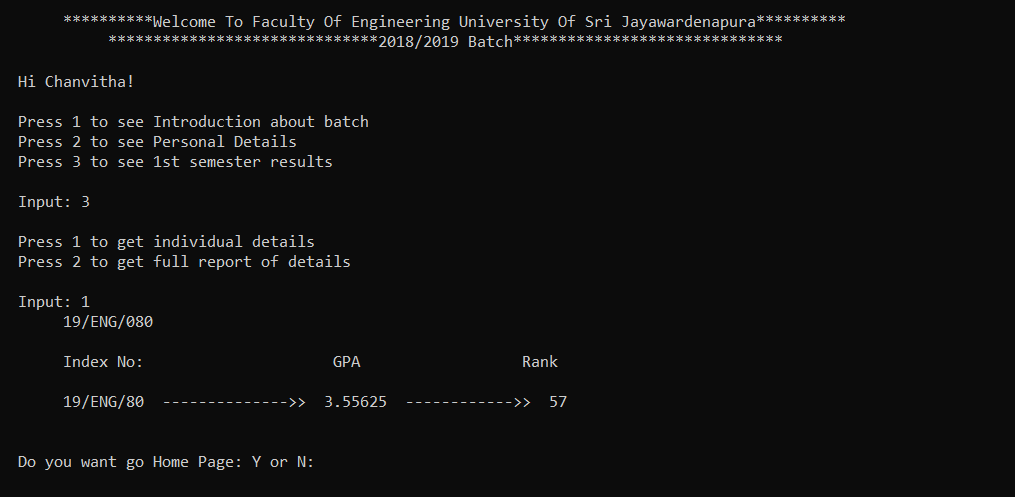 **********Welcome To Faculty Of Engineering University Of Sri Jayawardenapura**********
******************************2018/2019 Batch******************************
Hi Chanvitha!
Press 1 to see Introduction about batch
Press 2 to see Personal Details
Press 3 to see 1st semester results
Input: 3
Press 1 to get individual details
Press 2 to get full report of details
Input: 1
19/ENG/080
Index No: GPA Rank
19/ENG/80 -------------->> 3.55625 ------------>> 57
Do you want go Home Page: Y or N: